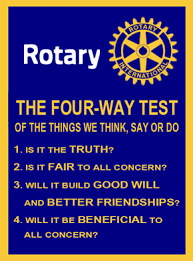 Rotary
ROTARY
INTERNATIONAL
THE FOUR-WAY TEST
OF THE THINGS WE THINK, SAY OR DO
1. IS IT THE TRUTH?
2. IS IT FAIR TO ALL CONCERN?
3. WILL IT BUILD GOOD WILL
AND BETTER FRIENDSHIPS?
4. WILL IT BE BENEFICIAL TO
ALL CONCERN?